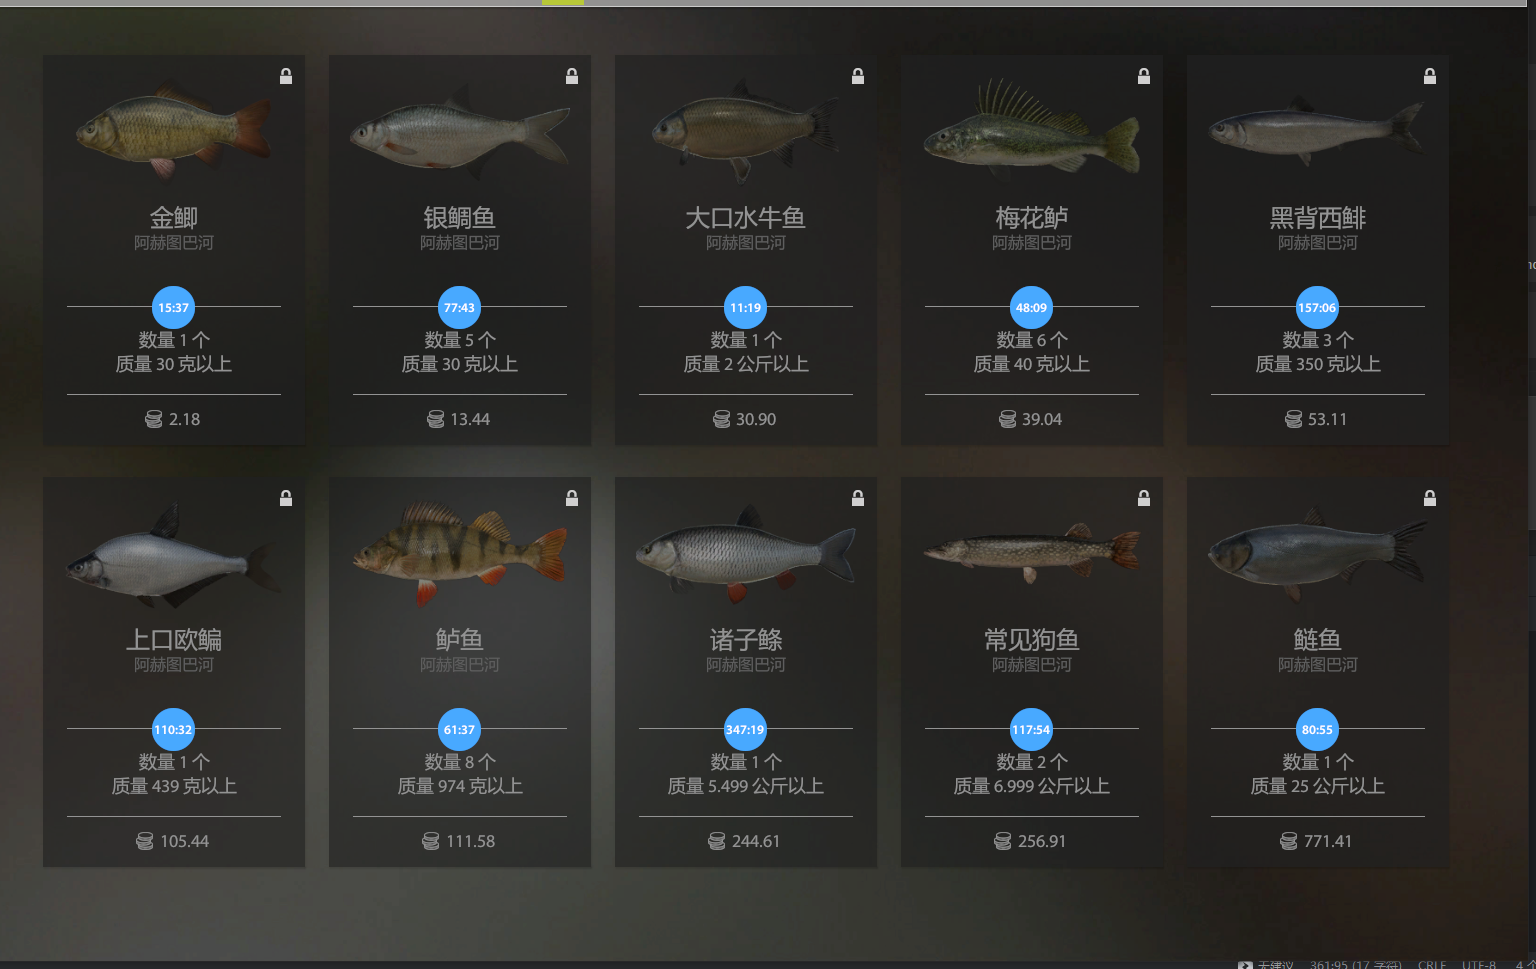 金鲫
阿赫图巴河
15:37
数量 1 个
质量 30 克以上
2.18
银鲷鱼
阿赫图巴河
77:43
数量 5 个
质量 30 克以上
13.44
大口水牛鱼
阿赫图巴河
11:19
数量 1 个
质量 2 公斤以上
30.90
梅花鲈
阿赫图巴河
48:09
数量 6 个
质量 40 克以上
39.04
黑背西鲱
阿赫图巴河
157:06
数量 3 个
质量 350 克以上
53.11
上口欧鳊
阿赫图巴河
110:32
数量 1 个
质量 439 克以上
105.44
鲈鱼
阿赫图巴河
61:37
数量 8 个
质量 974 克以上
111.58
诸子鲦
阿赫图巴河
347:19
数量 1 个
质量 5.499 公斤以上
244.61
常见狗鱼
阿赫图巴河
117:54
数量 2 个
质量 6.999 公斤以上
256.91
鲢鱼
阿赫图巴河
80:55
数量 1 个
质量 25 公斤以上
771.41
无建议 361:95 (17 字符) CRLF UTF-8 4 个